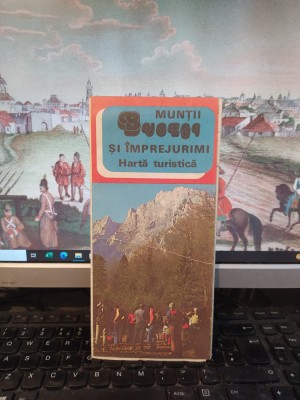 MUNȚII
Bucegi
ȘI ÎMPREJURIMI
Hartă turistică